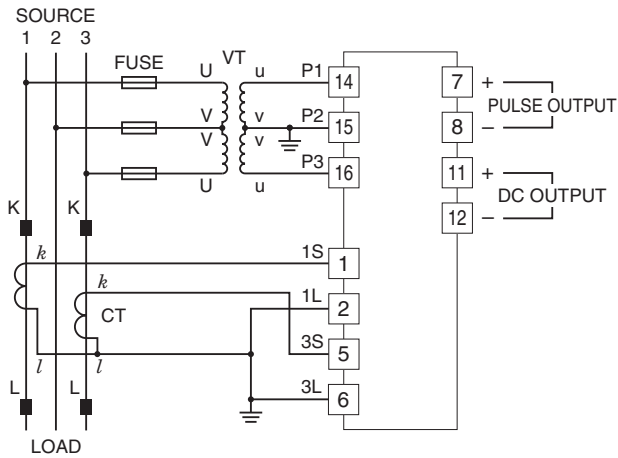 SOURCE
1 2 3
FUSE
VT
U u P1 14
7 +
PULSE OUTPUT
8 −
V v P2 15
V v
11 +
DC OUTPUT
12 −
U u P3 16
K K
k 1S 1
k 1L 2
CT
3S 5
l l
L L 3L 6
LOAD